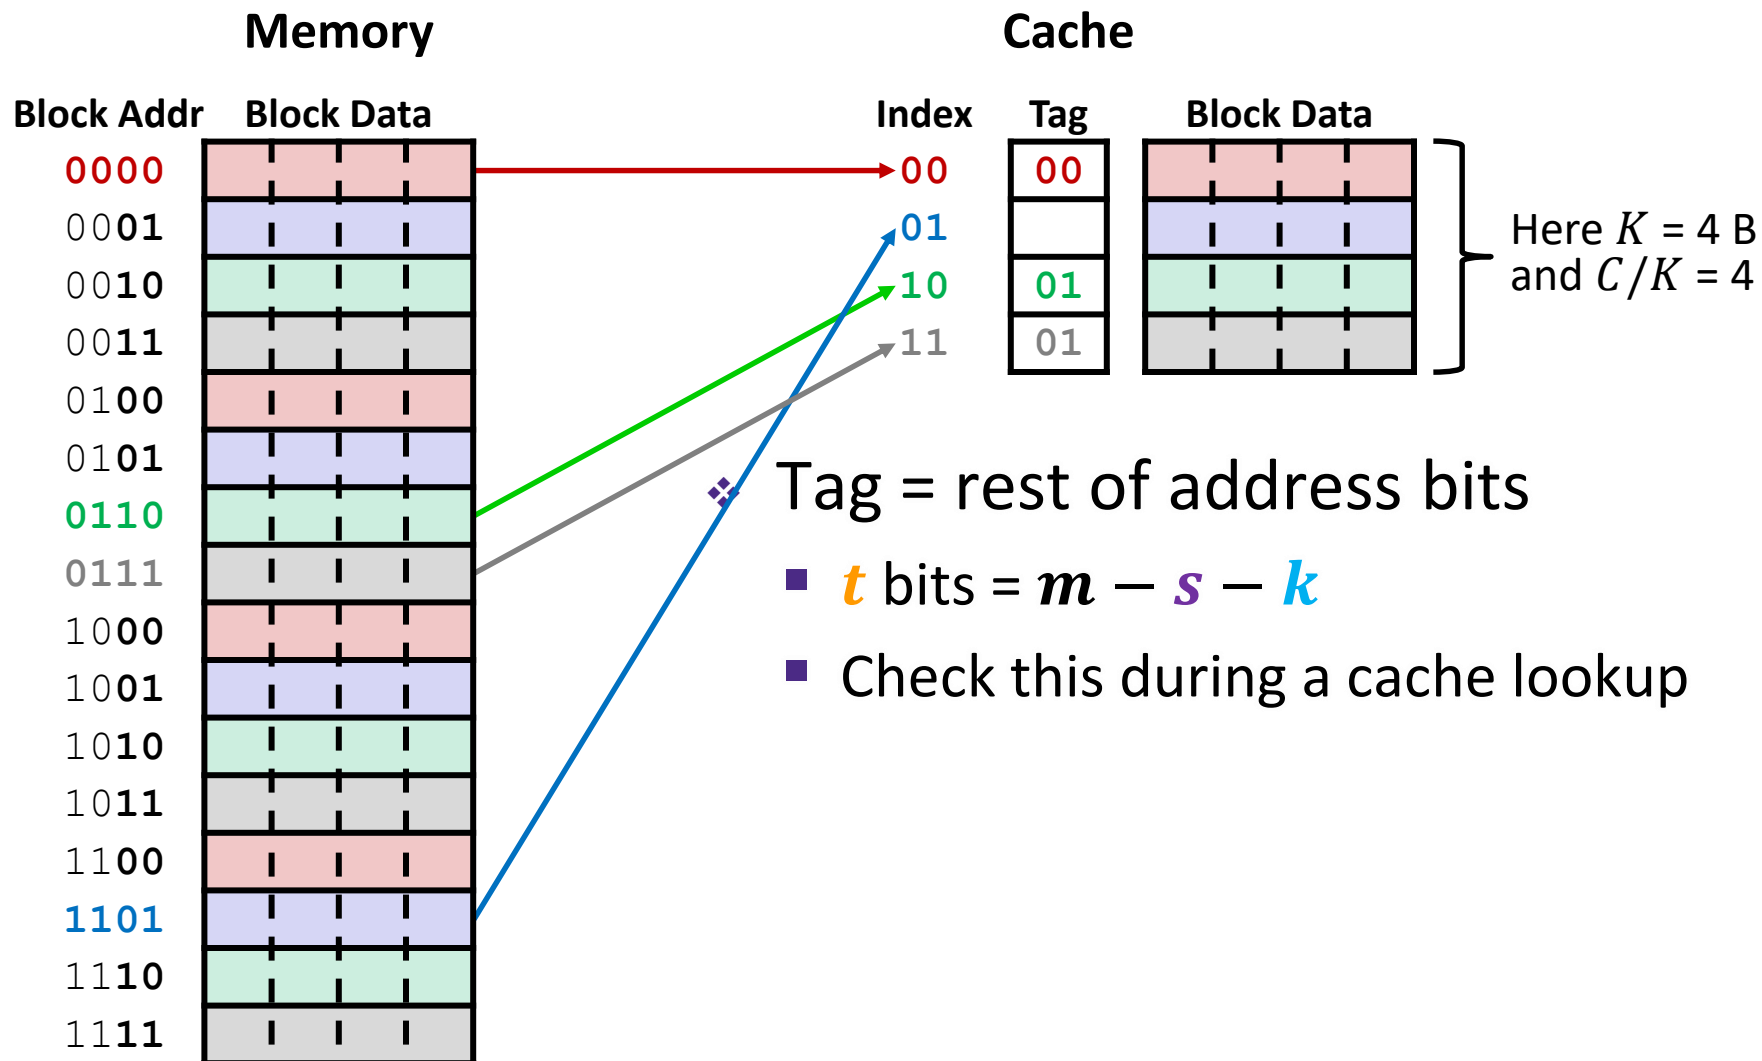 Memory
Cache
Block Addr Block Data
Index Tag Block Data
0000
0001
0010
0011
0100
0101
0110
0111
1000
1001
1010
1011
1100
1101
1110
1111
00 00
01
10 01
11 01
Here K = 4 B
and C/K = 4
Tag = rest of address bits
t bits = m – s – k
Check this during a cache lookup